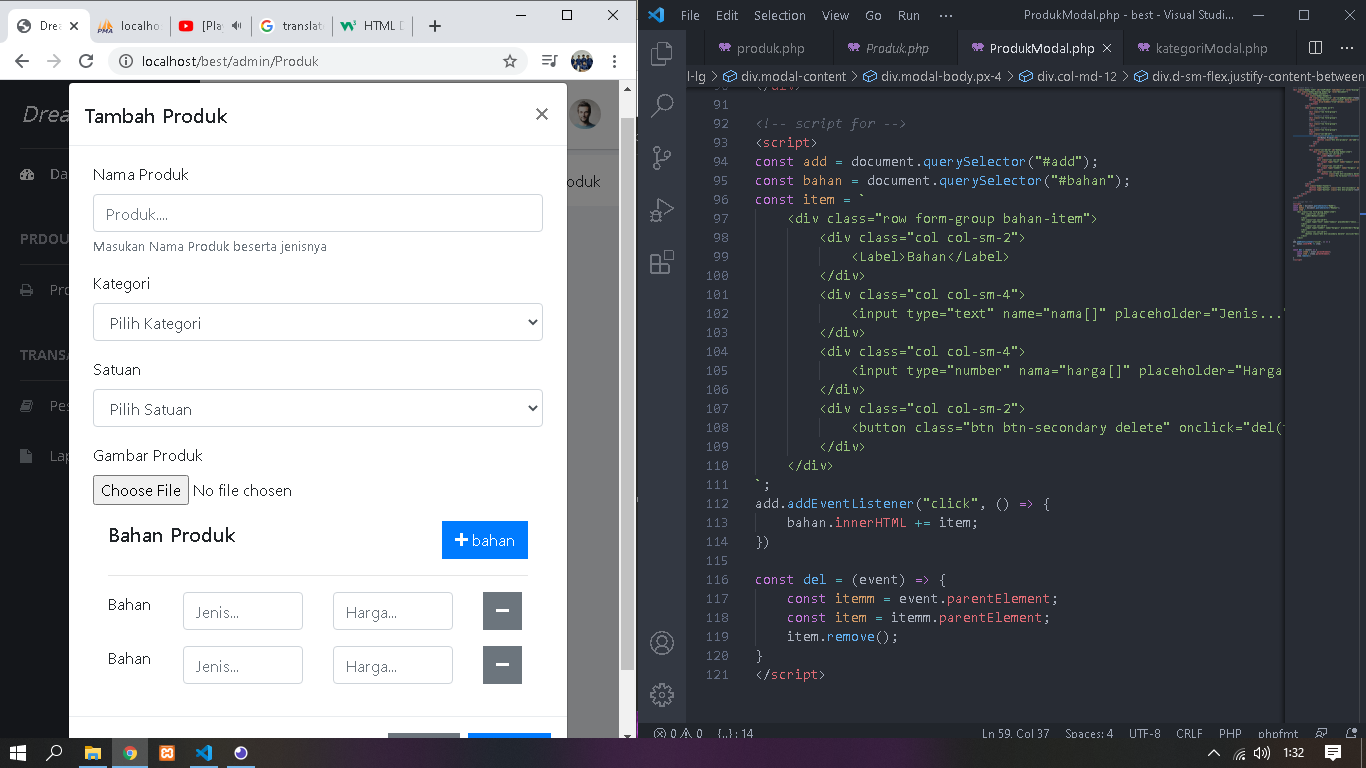 Drea
localho
[Pla
translat
HTML D
localhost/best/admin/Produk
Drea
Da
PRDOU
Pro
TRANSA
Pes
Lap
oduk
Tambah Produk
×
Nama Produk
Produk....
Masukan Nama Produk beserta jenisnya
Kategori
Pilih Kategori
Satuan
Pilih Satuan
Gambar Produk
Choose File No file chosen
Bahan Produk
+ bahan
Bahan Jenis... Harga...
Bahan Jenis... Harga...
File Edit Selection View Go Run ··· ProdukModal.php - best - Visual Studi...
produk.php Produk.php ProdukModal.php × kategoriModal.php
l-lg > div.modal-content > div.modal-body.px-4 > div.col-md-12 > div.d-sm-flex.justify-content-between
90 </div>
91
92 <!-- script for -->
93 <script>
94 const add = document.querySelector("#add");
95 const bahan = document.querySelector("#bahan");
96 const item = `
97 <div class="row form-group bahan-item">
98 <div class="col col-sm-2">
99 <Label>Bahan</Label>
100 </div>
101 <div class="col col-sm-4">
102 <input type="text" name="nama[]" placeholder="Jenis..."
103 </div>
104 <div class="col col-sm-4">
105 <input type="number" nama="harga[]" placeholder="Harga
106 </div>
107 <div class="col col-sm-2">
108 <button class="btn btn-secondary delete" onclick="del(
109 </div>
110 </div>
111 `;
112 add.addEventListener("click", () => {
113 bahan.innerHTML += item;
114 })
115
116 const del = (event) => {
117 const itemm = event.parentElement;
118 const item = itemm.parentElement;
119 item.remove();
120 }
121 </script>
0 0 {..} : 14 Ln 59, Col 37 Spaces: 4 UTF-8 CRLF PHP phpfmt
1:32